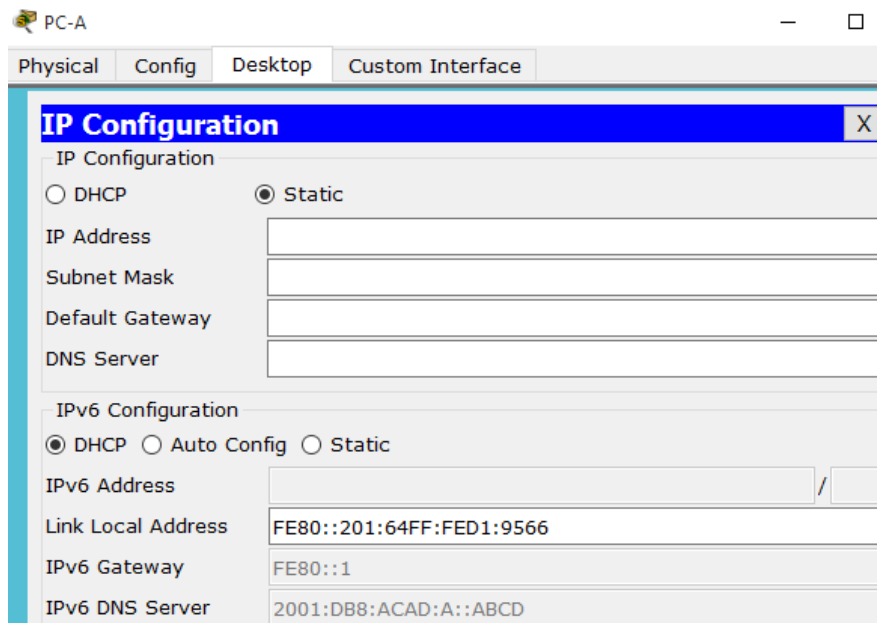 PC-A
Physical Config Desktop Custom Interface
IP Configuration X
IP Configuration
DHCP Static
IP Address
Subnet Mask
Default Gateway
DNS Server
IPv6 Configuration
DHCP Auto Config Static
IPv6 Address /
Link Local Address FE80::201:64FF:FED1:9566
IPv6 Gateway FE80::1
IPv6 DNS Server 2001:DB8:ACAD:A::ABCD